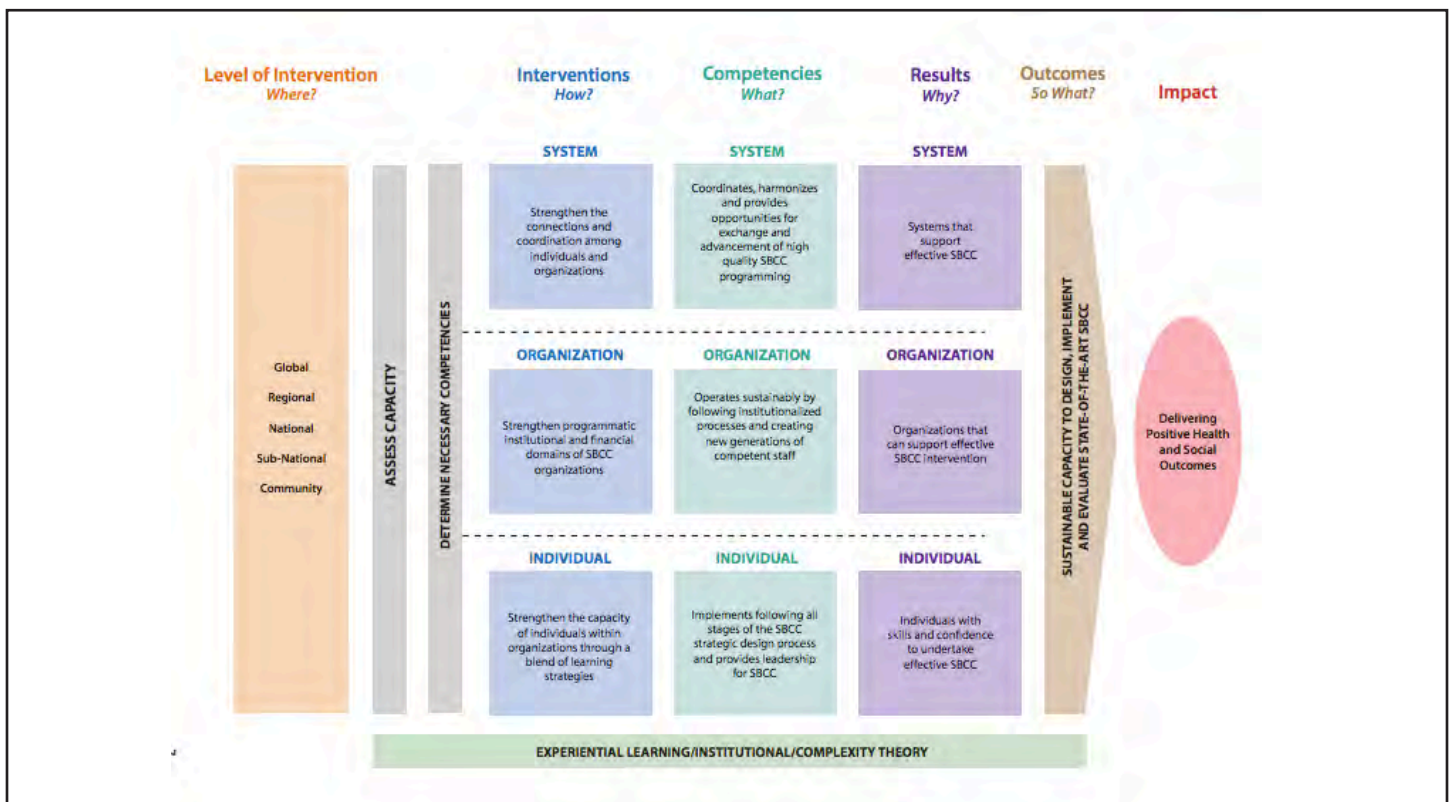 Level of Intervention
Where?
Interventions
How?
Competencies
What?
Results
Why?
Outcomes
So What?
Impact
Global
Regional
National
Sub-National
Community
ASSESS CAPACITY
DETERMINE NECESSARY COMPETENCIES
SYSTEM
Strengthen the
connections and
coordination among
individuals and
organizations
SYSTEM
Coordinates, harmonizes
and provides
opportunities for
exchange and
advancement of high
quality SBCC
programming
SYSTEM
Systems that
support
effective SBCC
ORGANIZATION
Strengthen programmatic
institutional and financial
domains of SBCC
organizations
ORGANIZATION
Operates sustainably by
following institutionalized
processes and creating
new generations of
competent staff
ORGANIZATION
Organizations that
can support effective
SBCC intervention
INDIVIDUAL
Strengthen the capacity
of individuals within
organizations through a
blend of learning
strategies
INDIVIDUAL
Implements following all
stages of the SBCC
strategic design process
and provides leadership
for SBCC
INDIVIDUAL
Individuals with
skills and confidence
to undertake
effective SBCC
SUSTAINABLE CAPACITY TO DESIGN, IMPLEMENT
AND EVALUATE STATE-OF-THE-ART SBCC
Delivering
Positive Health
and Social
Outcomes
EXPERIENTIAL LEARNING/INSTITUTIONAL/COMPLEXITY THEORY